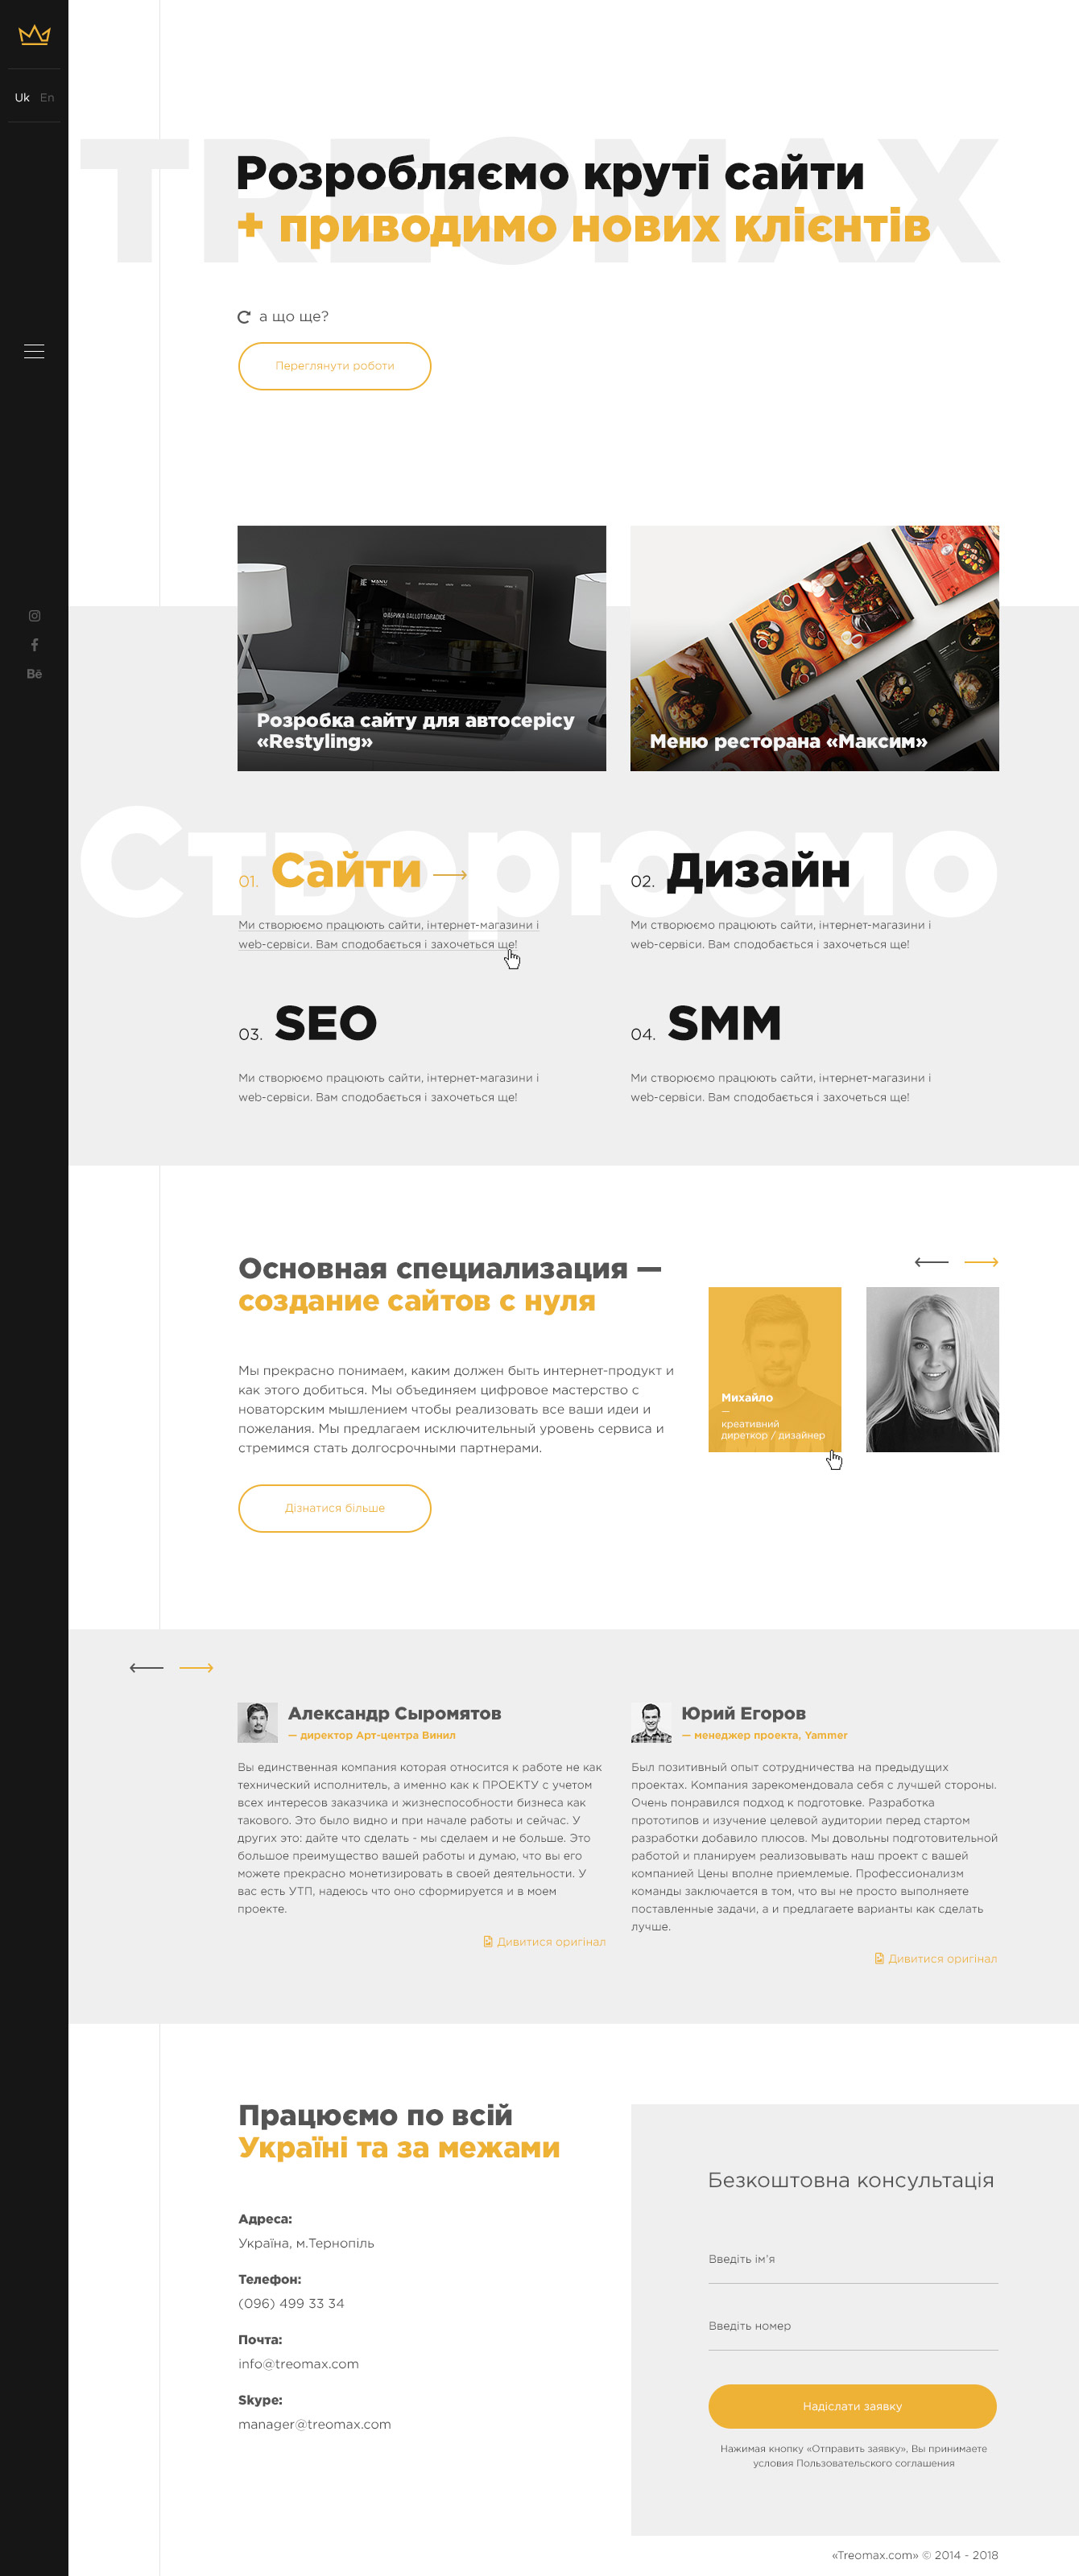 Uk En
TREOMAX
Розробляємо круті сайти
+ приводимо нових клієнтів
а що ще?
Переглянути роботи
ФАБРИКА GALLOTTI&RADICE
Розробка сайту для автосерісу
«Restyling»
Меню ресторана «Максим»
Створюємо
01. Сайти
Ми створюємо працюють сайти, інтернет-магазини і
web-сервіси. Вам сподобається і захочеться ще!
02. Дизайн
Ми створюємо працюють сайти, інтернет-магазини і
web-сервіси. Вам сподобається і захочеться ще!
03. SEO
Ми створюємо працюють сайти, інтернет-магазини і
web-сервіси. Вам сподобається і захочеться ще!
04. SMM
Ми створюємо працюють сайти, інтернет-магазини і
web-сервіси. Вам сподобається і захочеться ще!
Bē
Основная специализация —
создание сайтов с нуля
Мы прекрасно понимаем, каким должен быть интернет-продукт и
как этого добиться. Мы объединяем цифровое мастерство с
новаторским мышлением чтобы реализовать все ваши идеи и
пожелания. Мы предлагаем исключительный уровень сервиса и
стремимся стать долгосрочными партнерами.
Дізнатися більше
Михайло
—
креативний
диреткор / дизайнер
Александр Сыромятов
— директор Арт-центра Винил
Вы единственная компания которая относится к работе не как
технический исполнитель, а именно как к ПРОЕКТУ с учетом
всех интересов заказчика и жизнеспособности бизнеса как
такового. Это было видно и при начале работы и сейчас. У
других это: дайте что сделать - мы сделаем и не больше. Это
большое преимущество вашей работы и думаю, что вы его
можете прекрасно монетизировать в своей деятельности. У
вас есть УТП, надеюсь что оно сформируется и в моем
проекте.
Дивитися оригінал
Юрий Егоров
— менеджер проекта, Yammer
Был позитивный опыт сотрудничества на предыдущих
проектах. Компания зарекомендовала себя с лучшей стороны.
Очень понравился подход к подготовке. Разработка
прототипов и изучение целевой аудитории перед стартом
разработки добавило плюсов. Мы довольны подготовительной
работой и планируем реализовывать наш проект с вашей
компанией Цены вполне приемлемые. Профессионализм
команды заключается в том, что вы не просто выполняете
поставленные задачи, а и предлагаете варианты как сделать
лучше.
Дивитися оригінал
Працюємо по всій
Україні та за межами
Адреса:
Україна, м.Тернопіль
Телефон:
(096) 499 33 34
Почта:
info@treomax.com
Skype:
manager@treomax.com
Безкоштовна консультація
Введіть ім'я
Введіть номер
Надіслати заявку
Нажимая кнопку «Отправить заявку», Вы принимаете
условия Пользовательского соглашения
«Treomax.com» © 2014 - 2018